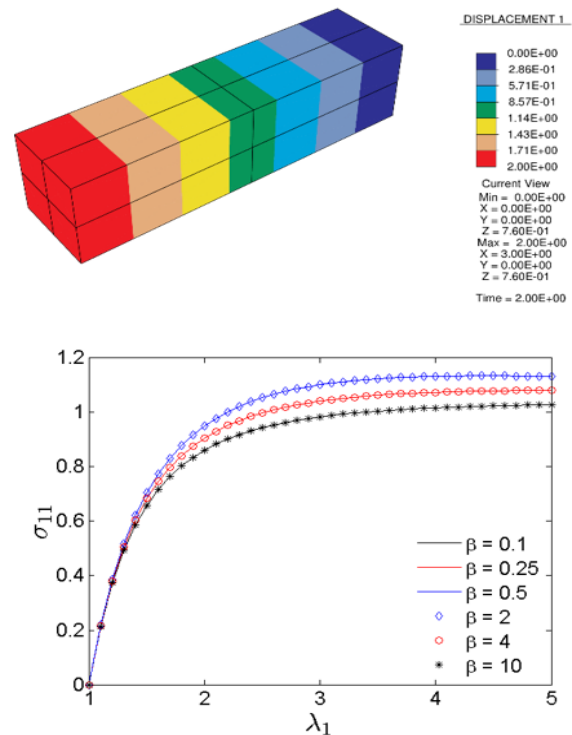 DISPLACEMENT 1
0.00E+00
2.86E-01
5.71E-01
8.57E-01
1.14E+00
1.43E+00
1.71E+00
2.00E+00
Current View
Min = 0.00E+00
X = 0.00E+00
Y = 0.00E+00
Z = 7.60E-01
Max = 2.00E+00
X = 3.00E+00
Y = 0.00E+00
Z = 7.60E-01
Time = 2.00E+00
1.2
1
0.8
0.6
0.4
0.2
0
σ11
β = 0.1
β = 0.25
β = 0.5
β = 2
β = 4
β = 10
1 2 3 4 5
λ1